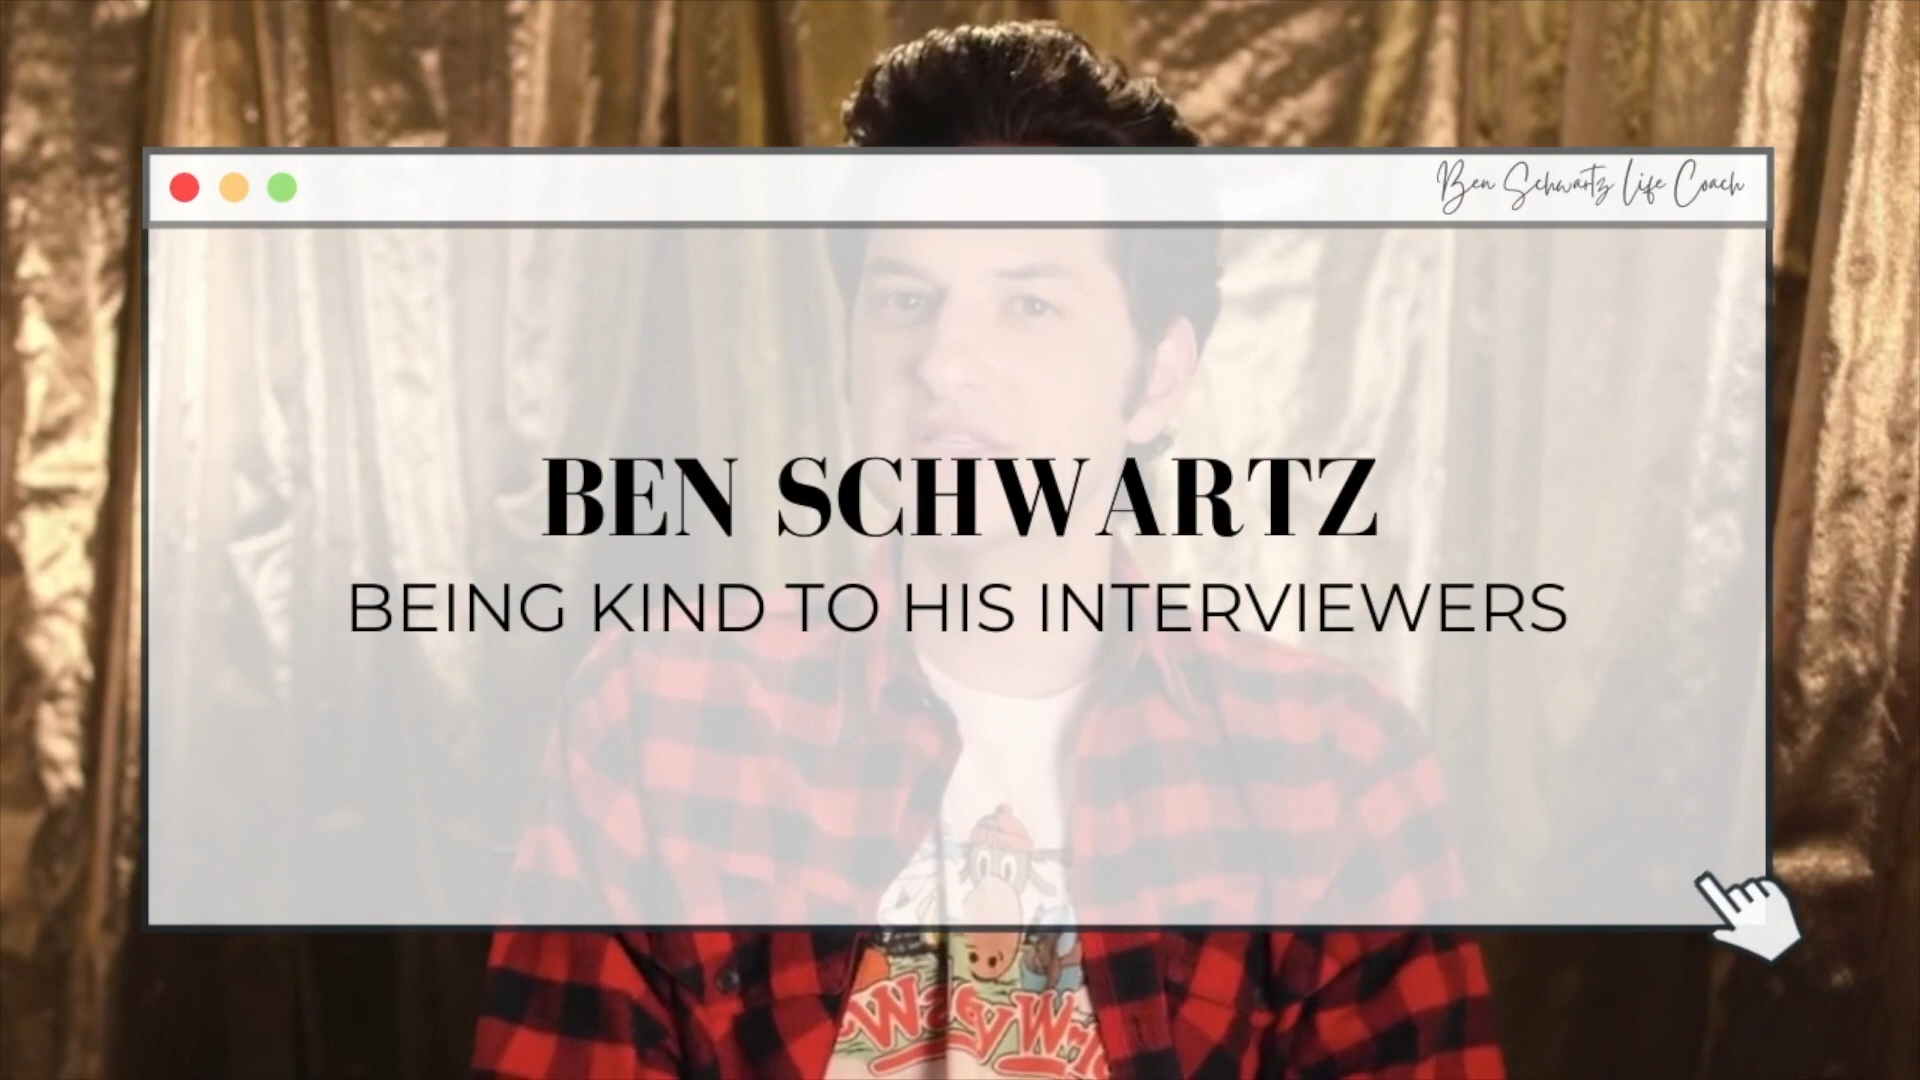 Ben Schwartz Life Coach
BEN SCHWARTZ
BEING KIND TO HIS INTERVIEWERS